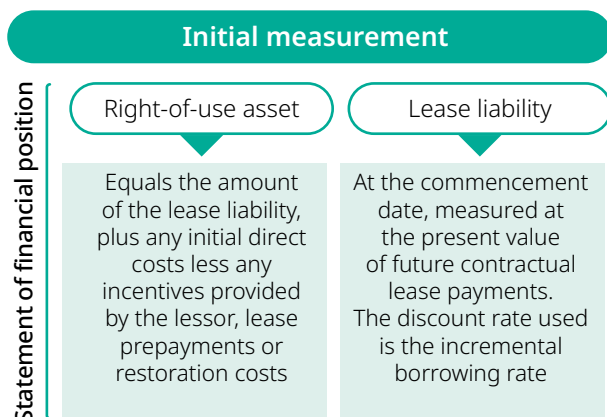 Initial measurement
Statement of financial position
Right-of-use asset
Equals the amount
of the lease liability,
plus any initial direct
costs less any
incentives provided
by the lessor, lease
prepayments or
restoration costs
Lease liability
At the commencement
date, measured at
the present value
of future contractual
lease payments.
The discount rate used
is the incremental
borrowing rate